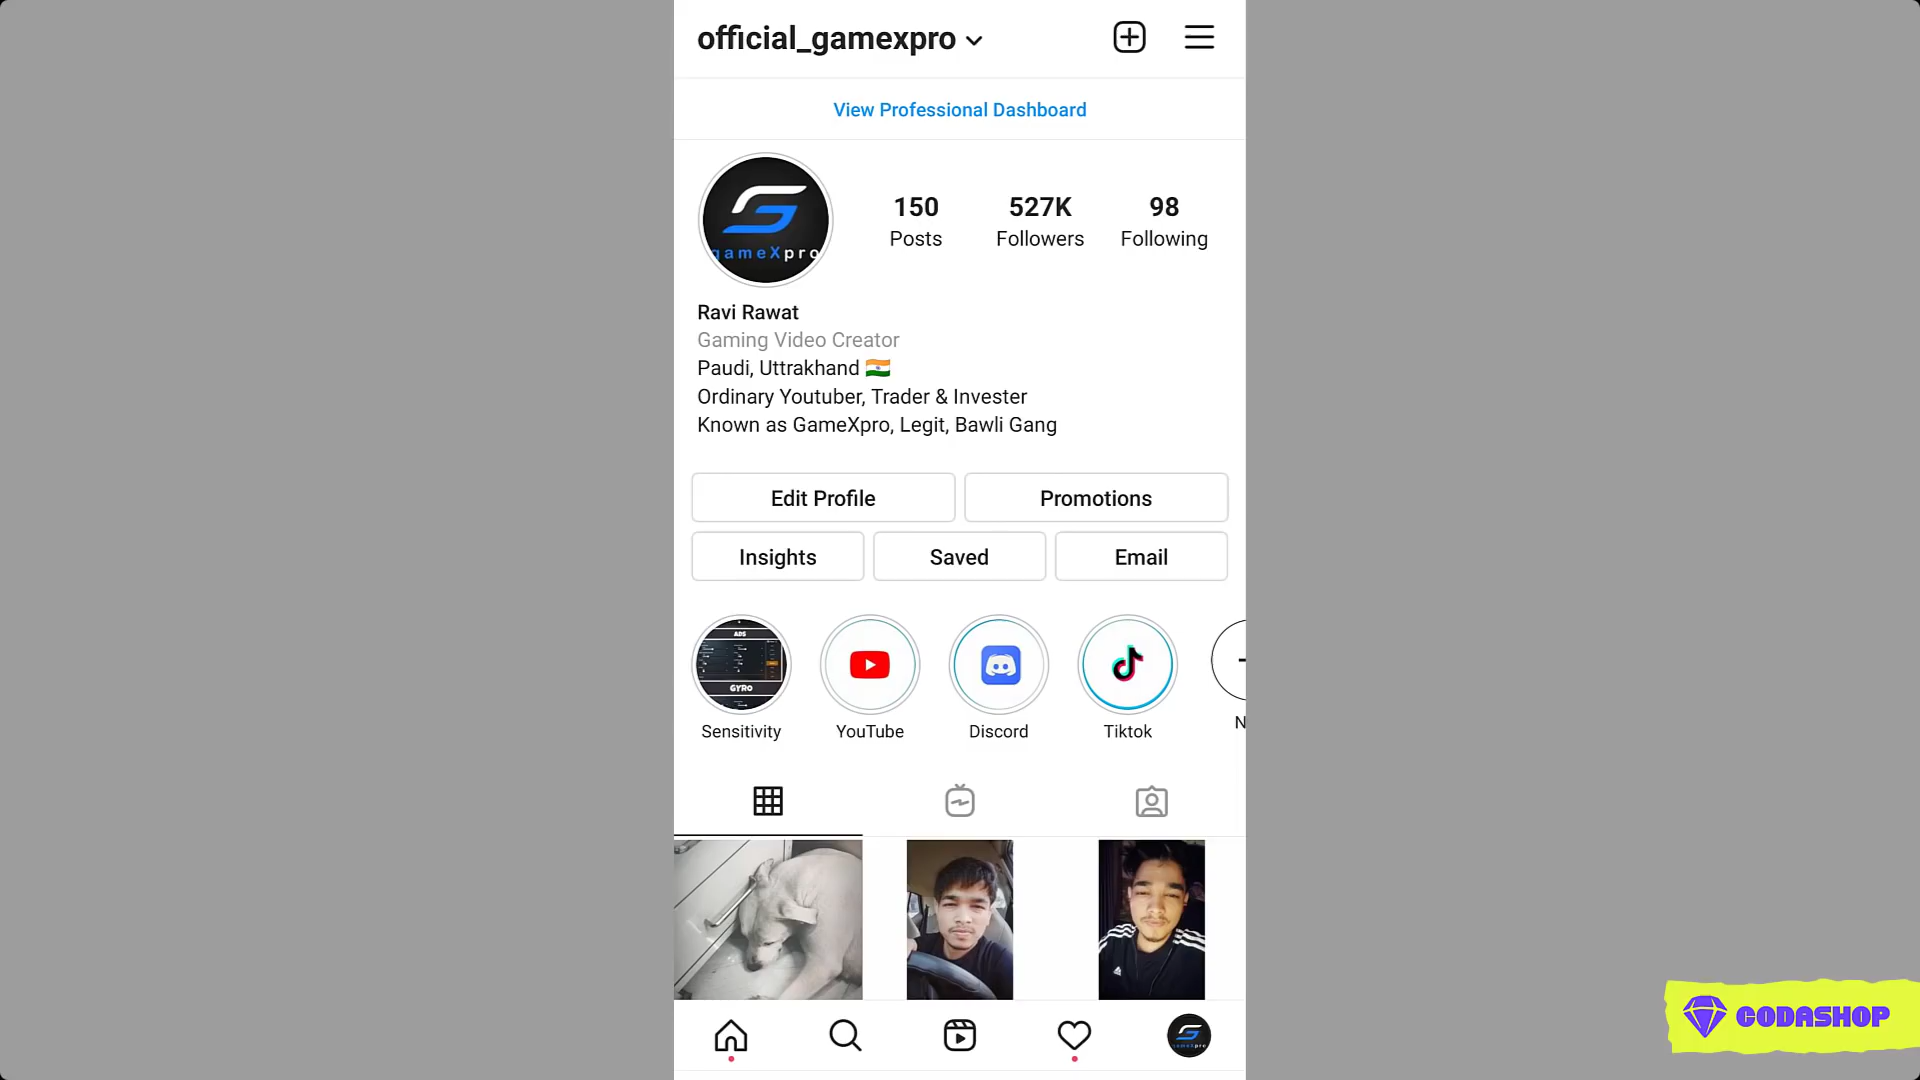 official_gamexpro
View Professional Dashboard
gameXpro
150
Posts
527K
Followers
98
Following
Ravi Rawat
Gaming Video Creator
Paudi, Uttrakhand 🇮🇳
Ordinary Youtuber, Trader & Invester
Known as GameXpro, Legit, Bawli Gang
Edit Profile
Promotions
Insights
Saved
Email
ADS
GYRO
Sensitivity
YouTube
Discord
Tiktok
N
CODASHOP